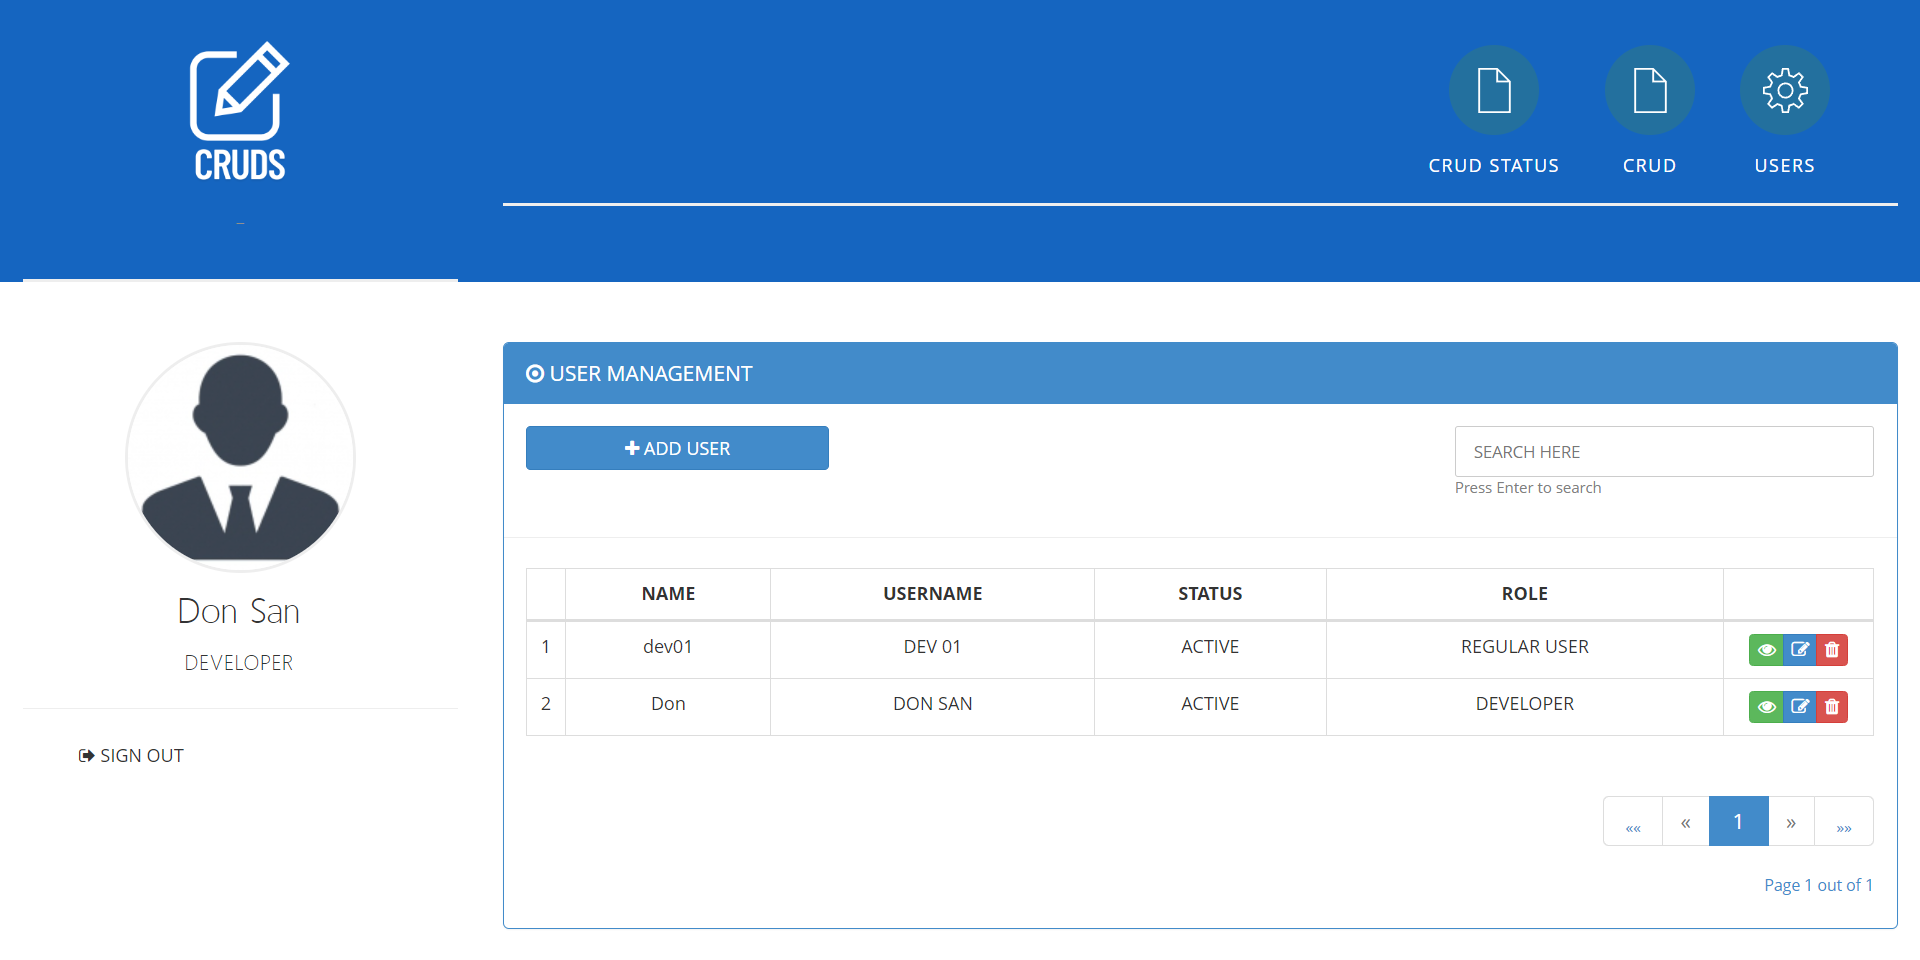 CRUDS
CRUD STATUS
CRUD
USERS
Don San
DEVELOPER
SIGN OUT
USER MANAGEMENT
ADD USER
SEARCH HERE
Press Enter to search
NAME USERNAME STATUS ROLE
1 dev01 DEV 01 ACTIVE REGULAR USER
2 Don DON SAN ACTIVE DEVELOPER
«« « 1 » »»
Page 1 out of 1